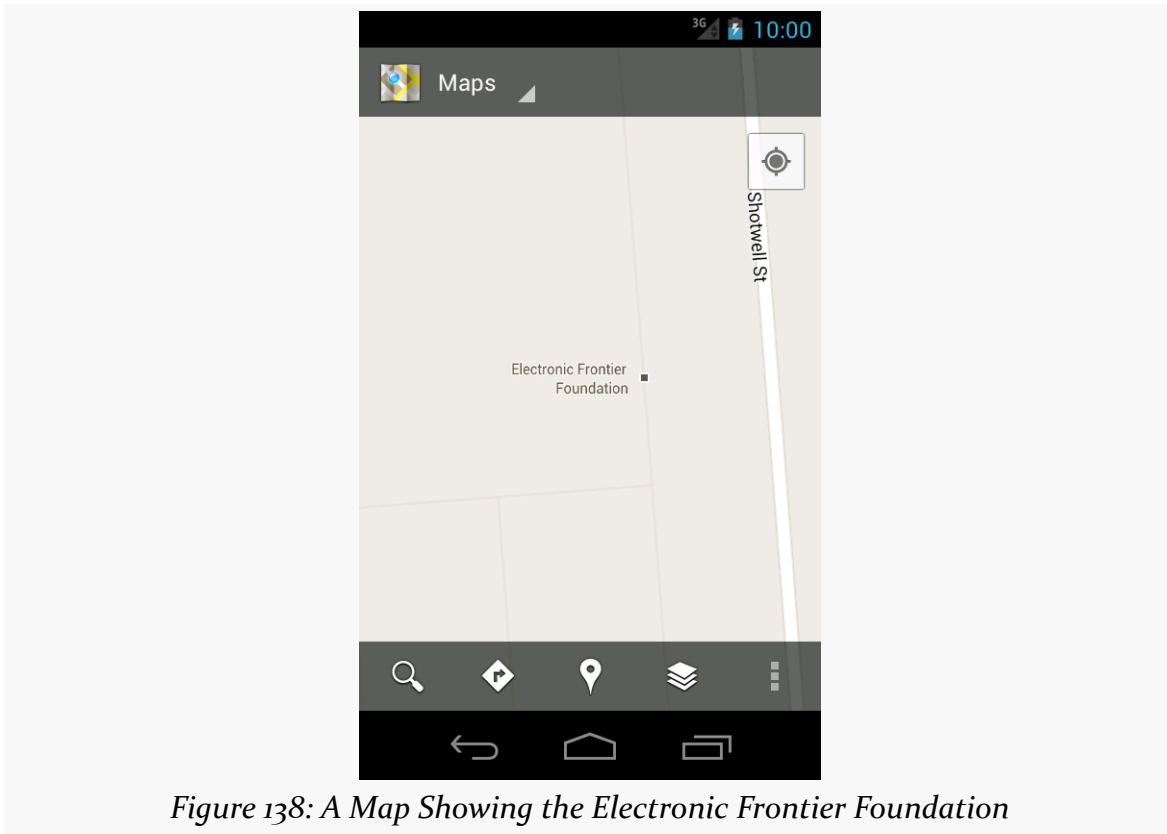 3G 10:00
Maps
Shotwell St
Electronic Frontier
Foundation
Figure 138: A Map Showing the Electronic Frontier Foundation